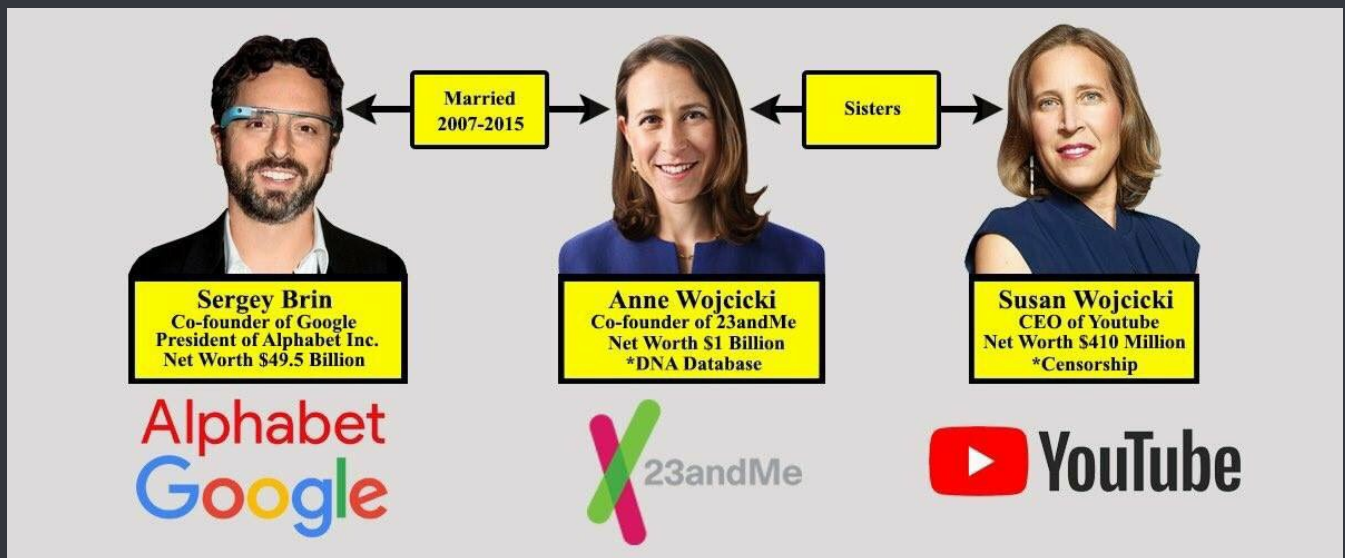 Married
2007-2015
Sisters
Sergey Brin
Co-founder of Google
President of Alphabet Inc.
Net Worth $49.5 Billion
Anne Wojcicki
Co-founder of 23andMe
Net Worth $1 Billion
*DNA Database
Susan Wojcicki
CEO of Youtube
Net Worth $410 Million
*Censorship
Alphabet
Google
23andMe
YouTube